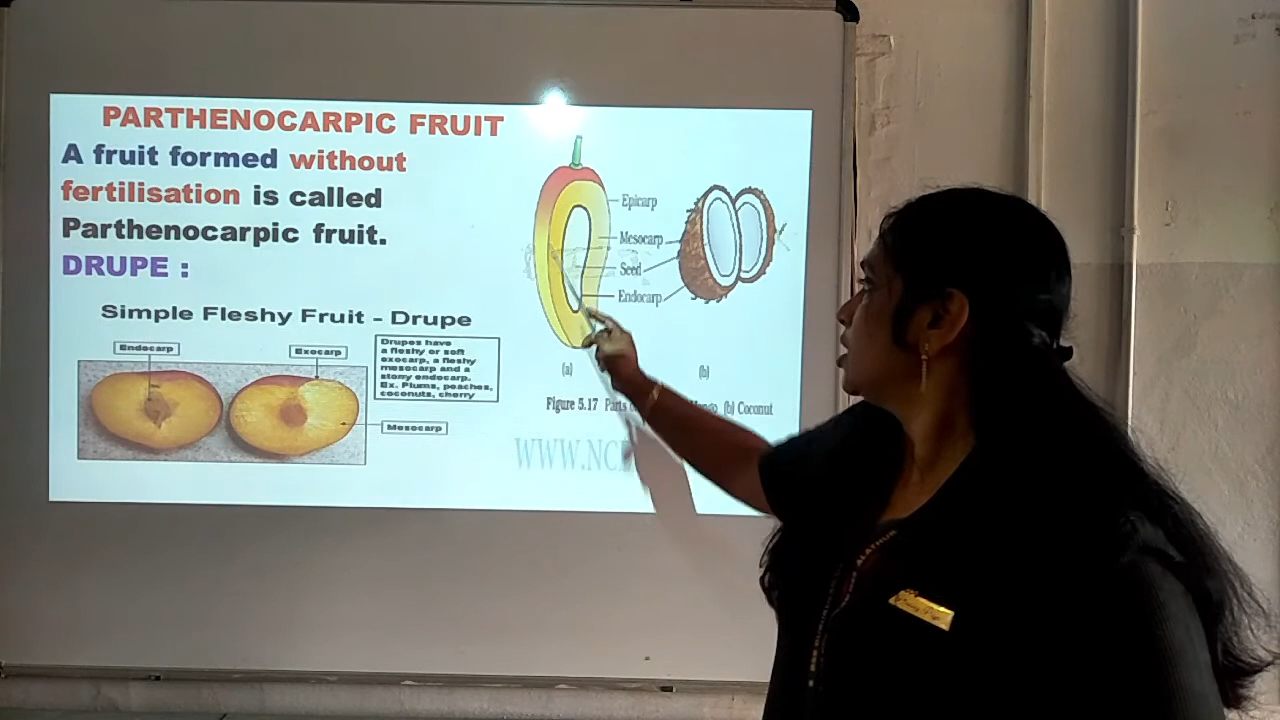 PARTHENOCARPIC FRUIT
A fruit formed without
fertilisation is called
Parthenocarpic fruit.
DRUPE :
Simple Fleshy Fruit - Drupe
Endocarp
Exocarp
Drupes have
a fleshy or soft
exocarp, a fleshy
mesocarp and a
stony endocarp.
Ex. Plums, peaches,
coconuts, cherry
Mesocarp
Epicarp
Mesocarp
Seed
Endocarp
(a)
(b)
Figure 5.17 Parts (b) Coconut
WWW.NC
ALATHUR